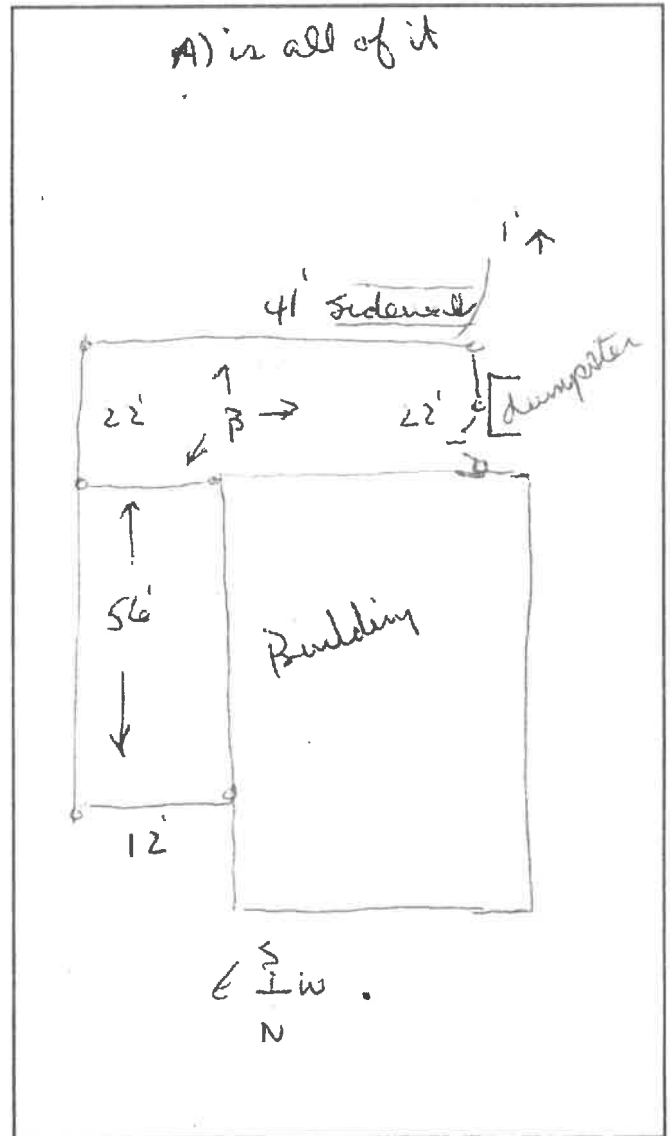 A) is all of it
1'
41' Sidewalk
22' B 22' dumpster
56'
Building
12'
S
E W
N